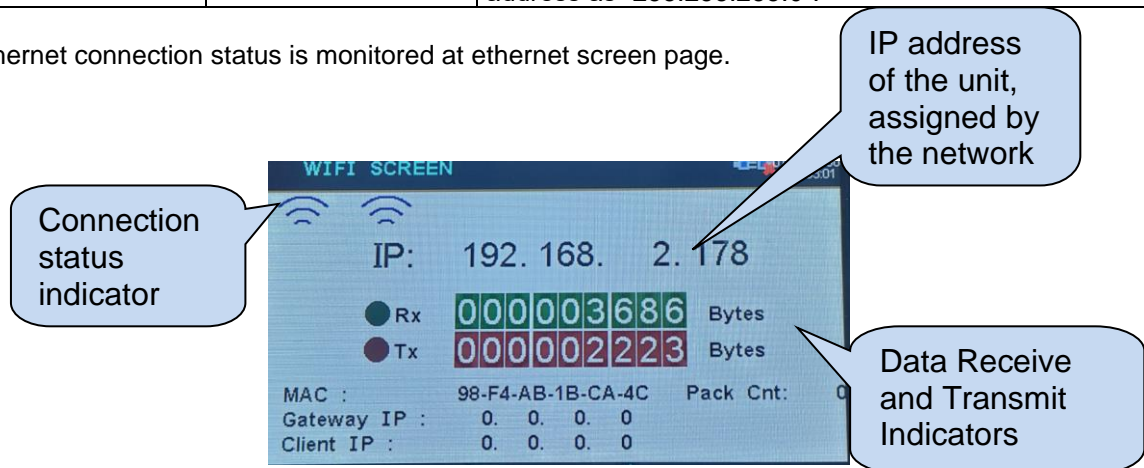 hernet connection status is monitored at ethernet screen page.
IP address
of the unit,
assigned by
the network
WIFI SCREEN
Connection
status
indicator
IP: 192. 168. 2. 178
Rx 000003686 Bytes
Tx 000002223 Bytes
MAC : 98-F4-AB-1B-CA-4C Pack Cnt: 0
Gateway IP : 0. 0. 0. 0
Client IP : 0. 0. 0. 0
Data Receive
and Transmit
Indicators